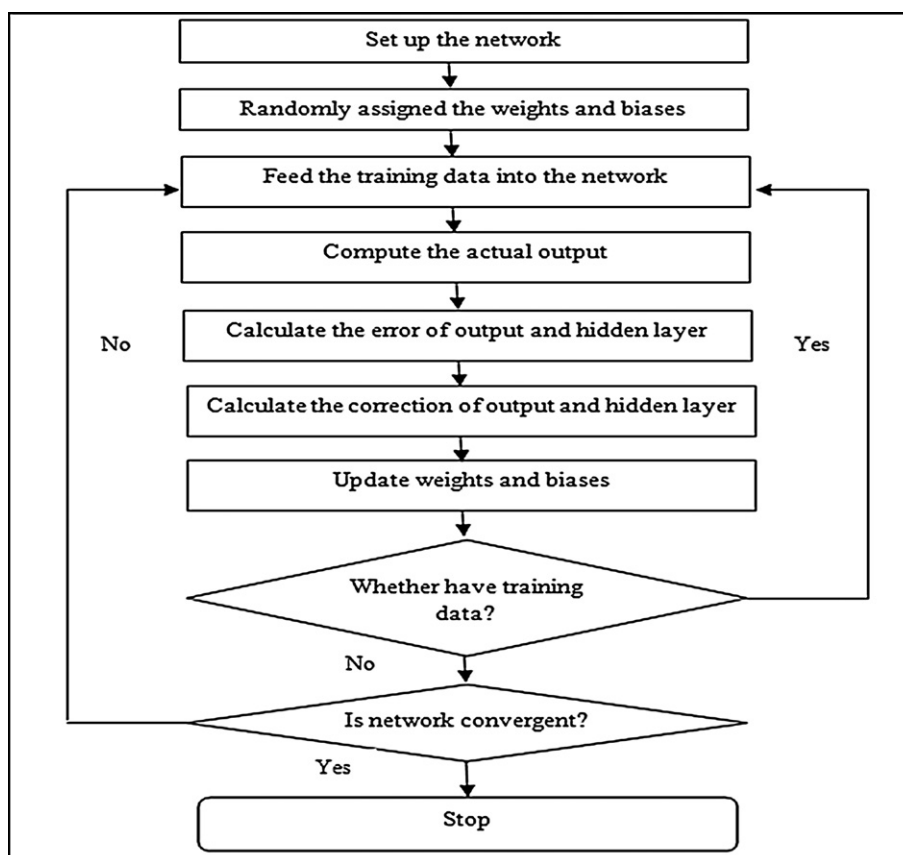 Set up the network
Randomly assigned the weights and biases
Feed the training data into the network
Compute the actual output
Calculate the error of output and hidden layer
No
Yes
Calculate the correction of output and hidden layer
Update weights and biases
Whether have training
data?
No
Is network convergent?
Yes
Stop